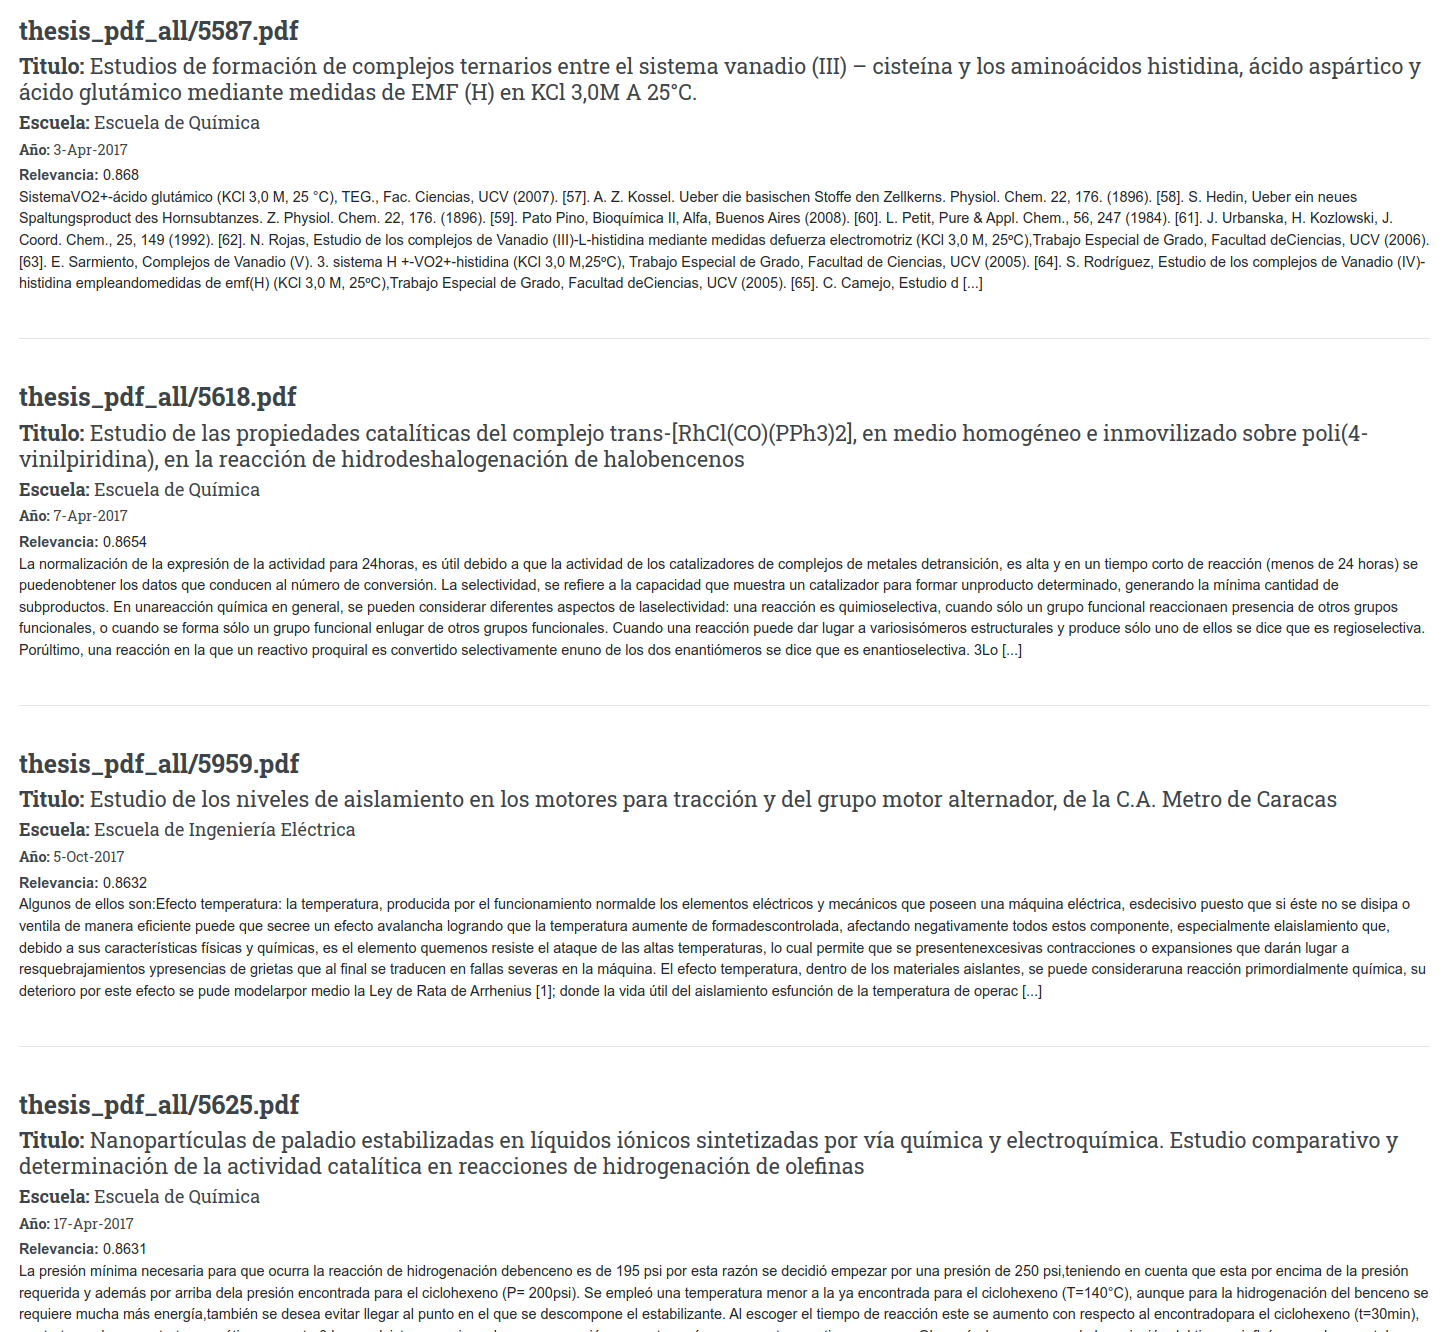 thesis_pdf_all/5587.pdf
Titulo: Estudios de formación de complejos ternarios entre el sistema vanadio (III) – cisteína y los aminoácidos histidina, ácido aspártico y
ácido glutámico mediante medidas de EMF (H) en KCl 3,0M A 25°C.
Escuela: Escuela de Química
Año: 3-Apr-2017
Relevancia: 0.868
SistemaVO2+-ácido glutámico (KCl 3,0 M, 25 °C), TEG., Fac. Ciencias, UCV (2007). [57]. A. Z. Kossel. Ueber die basischen Stoffe den Zellkerns. Physiol. Chem. 22, 176. (1896). [58]. S. Hedin, Ueber ein neues
Spaltungsproduct des Hornsubtanzes. Z. Physiol. Chem. 22, 176. (1896). [59]. Pato Pino, Bioquímica II, Alfa, Buenos Aires (2008). [60]. L. Petit, Pure & Appl. Chem., 56, 247 (1984). [61]. J. Urbanska, H. Kozlowski, J.
Coord. Chem., 25, 149 (1992). [62]. N. Rojas, Estudio de los complejos de Vanadio (III)-L-histidina mediante medidas defuerza electromotriz (KCl 3,0 M, 25ºC),Trabajo Especial de Grado, Facultad deCiencias, UCV (2006).
[63]. E. Sarmiento, Complejos de Vanadio (V). 3. sistema H +-VO2+-histidina (KCl 3,0 M,25ºC), Trabajo Especial de Grado, Facultad de Ciencias, UCV (2005). [64]. S. Rodríguez, Estudio de los complejos de Vanadio (IV)-
histidina empleandomedidas de emf(H) (KCl 3,0 M, 25ºC),Trabajo Especial de Grado, Facultad deCiencias, UCV (2005). [65]. C. Camejo, Estudio d [...]
thesis_pdf_all/5618.pdf
Titulo: Estudio de las propiedades catalíticas del complejo trans-[RhCl(CO)(PPh3)2], en medio homogéneo e inmovilizado sobre poli(4-
vinilpiridina), en la reacción de hidrodeshalogenación de halobencenos
Escuela: Escuela de Química
Año: 7-Apr-2017
Relevancia: 0.8654
La normalización de la expresión de la actividad para 24horas, es útil debido a que la actividad de los catalizadores de complejos de metales detransición, es alta y en un tiempo corto de reacción (menos de 24 horas) se
puedenobtener los datos que conducen al número de conversión. La selectividad, se refiere a la capacidad que muestra un catalizador para formar unproducto determinado, generando la mínima cantidad de
subproductos. En unareacción química en general, se pueden considerar diferentes aspectos de laselectividad: una reacción es quimioselectiva, cuando sólo un grupo funcional reaccionaen presencia de otros grupos
funcionales, o cuando se forma sólo un grupo funcional enlugar de otros grupos funcionales. Cuando una reacción puede dar lugar a variosisómeros estructurales y produce sólo uno de ellos se dice que es regioselectiva.
Porúltimo, una reacción en la que un reactivo proquiral es convertido selectivamente enuno de los dos enantiómeros se dice que es enantioselectiva. 3Lo [...]
thesis_pdf_all/5959.pdf
Titulo: Estudio de los niveles de aislamiento en los motores para tracción y del grupo motor alternador, de la C.A. Metro de Caracas
Escuela: Escuela de Ingeniería Eléctrica
Año: 5-Oct-2017
Relevancia: 0.8632
Algunos de ellos son:Efecto temperatura: la temperatura, producida por el funcionamiento normalde los elementos eléctricos y mecánicos que poseen una máquina eléctrica, esdecisivo puesto que si éste no se disipa o
ventila de manera eficiente puede que secree un efecto avalancha logrando que la temperatura aumente de formadescontrolada, afectando negativamente todos estos componente, especialmente elaislamiento que,
debido a sus características físicas y químicas, es el elemento quemenos resiste el ataque de las altas temperaturas, lo cual permite que se presentenexcesivas contracciones o expansiones que darán lugar a
resquebrajamientos ypresencias de grietas que al final se traducen en fallas severas en la máquina. El efecto temperatura, dentro de los materiales aislantes, se puede consideraruna reacción primordialmente química, su
deterioro por este efecto se pude modelarpor medio la Ley de Rata de Arrhenius [1]; donde la vida útil del aislamiento esfunción de la temperatura de operac [...]
thesis_pdf_all/5625.pdf
Titulo: Nanopartículas de paladio estabilizadas en líquidos iónicos sintetizadas por vía química y electroquímica. Estudio comparativo y
determinación de la actividad catalítica en reacciones de hidrogenación de olefinas
Escuela: Escuela de Química
Año: 17-Apr-2017
Relevancia: 0.8631
La presión mínima necesaria para que ocurra la reacción de hidrogenación debenceno es de 195 psi por esta razón se decidió empezar por una presión de 250 psi,teniendo en cuenta que esta por encima de la presión
requerida y además por arriba dela presión encontrada para el ciclohexeno (P= 200psi). Se empleó una temperatura menor a la ya encontrada para el ciclohexeno (T=140°C), aunque para la hidrogenación del benceno se
requiere mucha más energía,también se desea evitar llegar al punto en el que se descompone el estabilizante. Al escoger el tiempo de reacción este se aumento con respecto al encontradopara el ciclohexeno (t=30min),